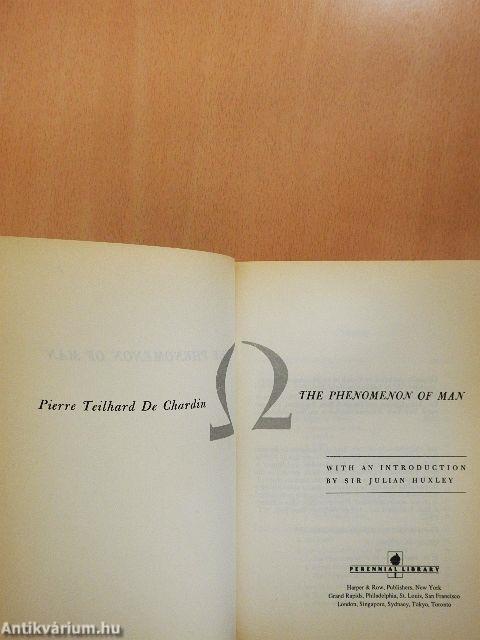 Pierre Teilhard De Chardin
Ω
THE PHENOMENON OF MAN
WITH AN INTRODUCTION
BY SIR JULIAN HUXLEY
PERENNIAL LIBRARY
Harper & Row, Publishers, New York
Grand Rapids, Philadelphia, St. Louis, San Francisco
London, Singapore, Sydney, Tokyo, Toronto
Antikvárium.hu